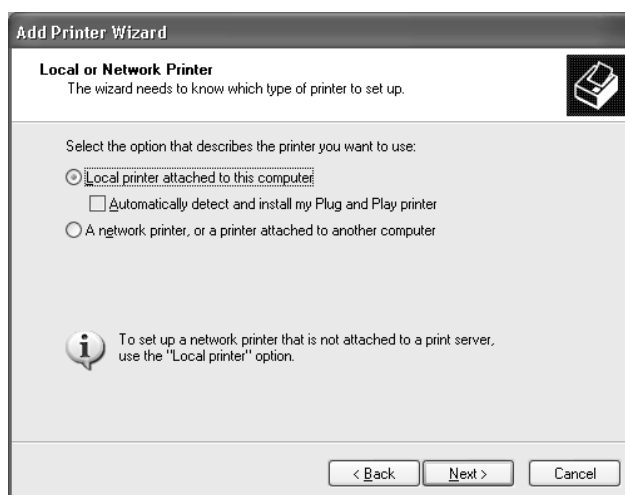 Add Printer Wizard
Local or Network Printer
The wizard needs to know which type of printer to set up.
Select the option that describes the printer you want to use:
Local printer attached to this computer
Automatically detect and install my Plug and Play printer
A network printer, or a printer attached to another computer
To set up a network printer that is not attached to a print server,
use the "Local printer" option.
< Back
Next >
Cancel